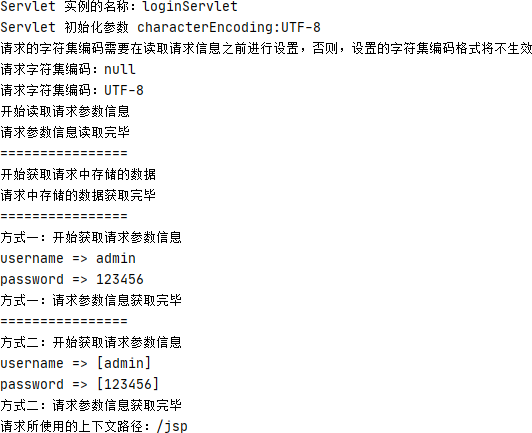 Servlet 实例的名称：loginServlet
Servlet 初始化参数 characterEncoding:UTF-8
请求的字符集编码需要在读取请求信息之前进行设置，否则，设置的字符集编码格式将不生效
请求字符集编码：null
请求字符集编码：UTF-8
开始读取请求参数信息
请求参数信息读取完毕
================
开始获取请求中存储的数据
请求中存储的数据获取完毕
================
方式一：开始获取请求参数信息
username => admin
password => 123456
方式一：请求参数信息获取完毕
================
方式二：开始获取请求参数信息
username => [admin]
password => [123456]
方式二：请求参数信息获取完毕
请求所使用的上下文路径：/jsp